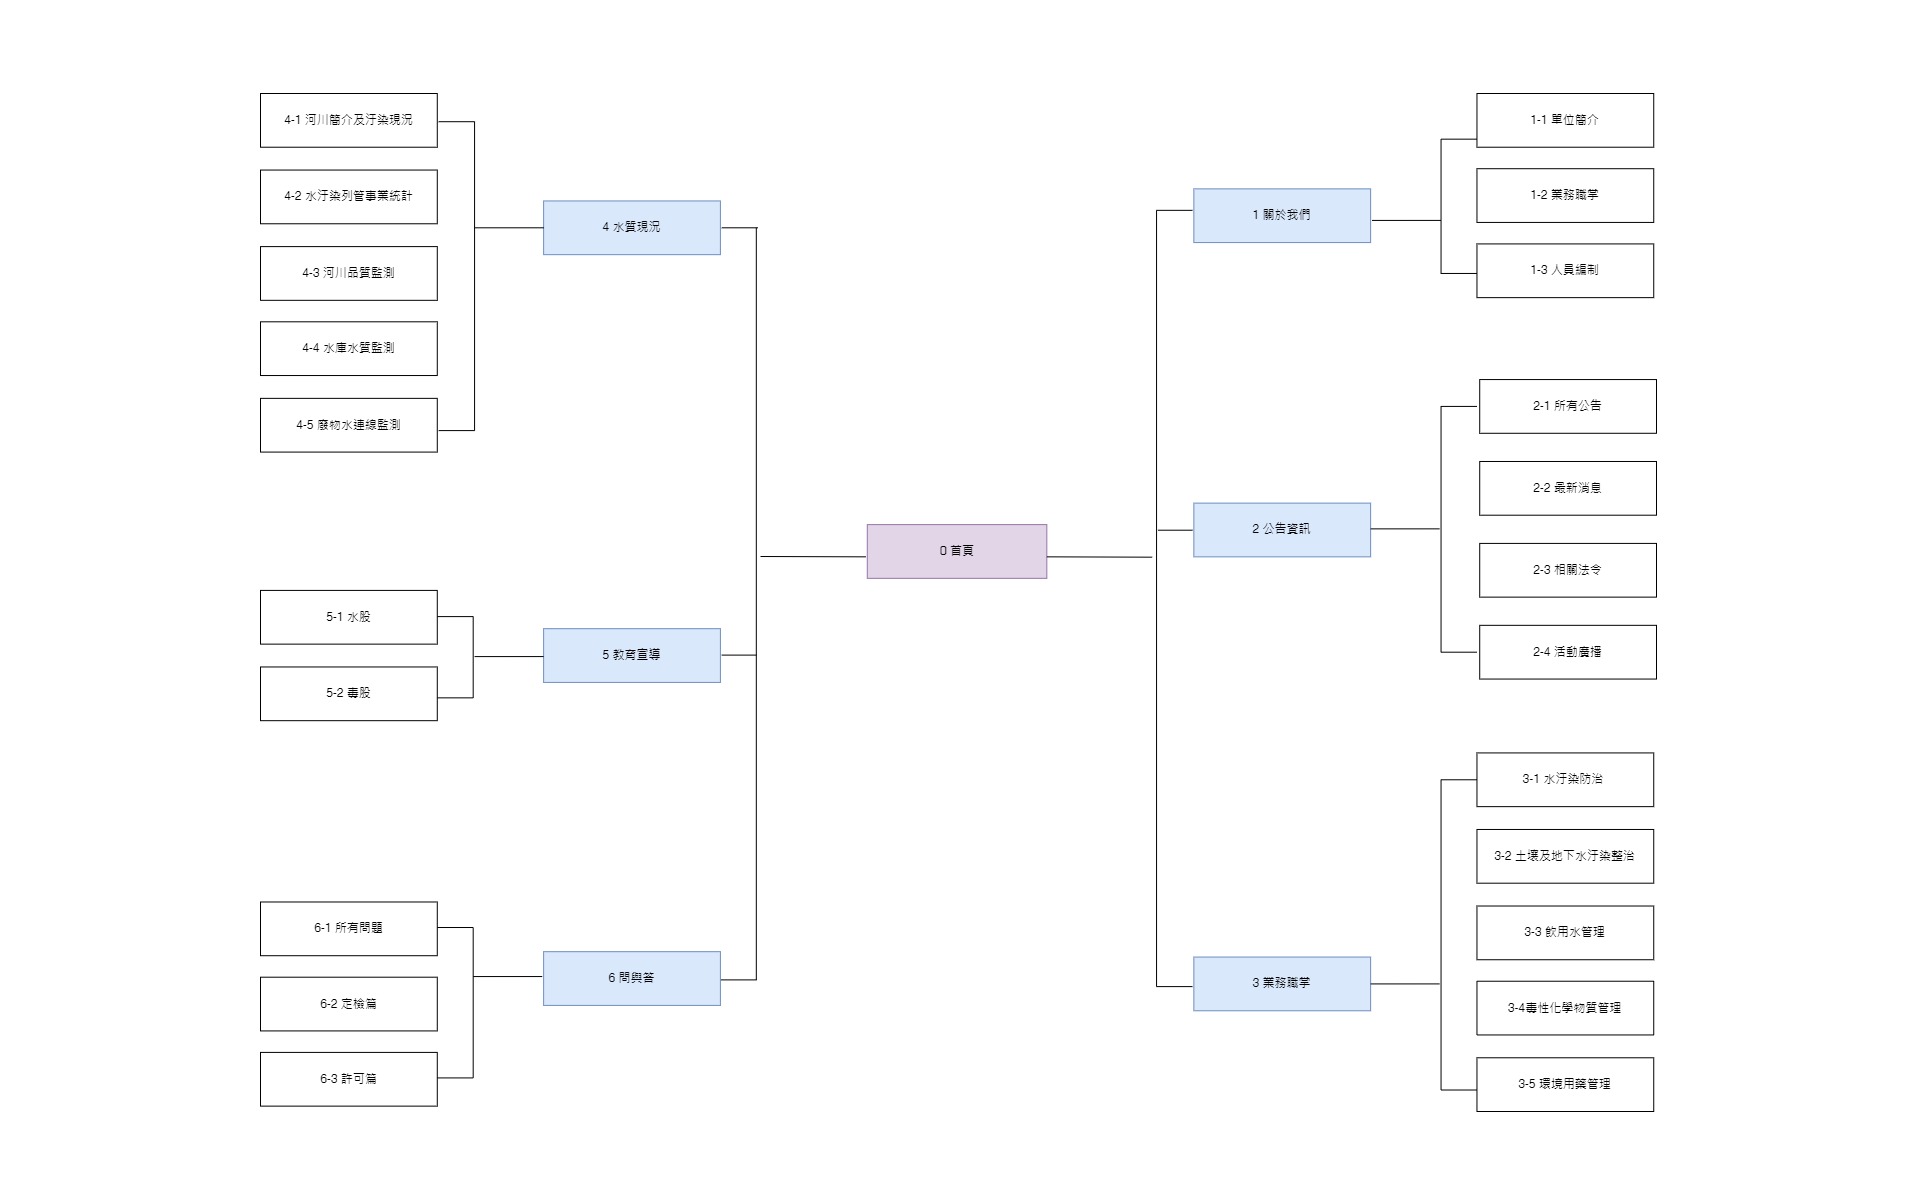 0 首頁
1 關於我們
1-1 單位簡介
1-2 業務職掌
1-3 人員編制
2 公告資訊
2-1 所有公告
2-2 最新消息
2-3 相關法令
2-4 活動廣播
3 業務職掌
3-1 水汙染防治
3-2 土壤及地下水汙染整治
3-3 飲用水管理
3-4毒性化學物質管理
3-5 環境用藥管理
4 水質現況
4-1 河川簡介及汙染現況
4-2 水汙染列管事業統計
4-3 河川品質監測
4-4 水庫水質監測
4-5 廢物水連線監測
5 教育宣導
5-1 水股
5-2 毒股
6 問與答
6-1 所有問題
6-2 定檢篇
6-3 許可篇